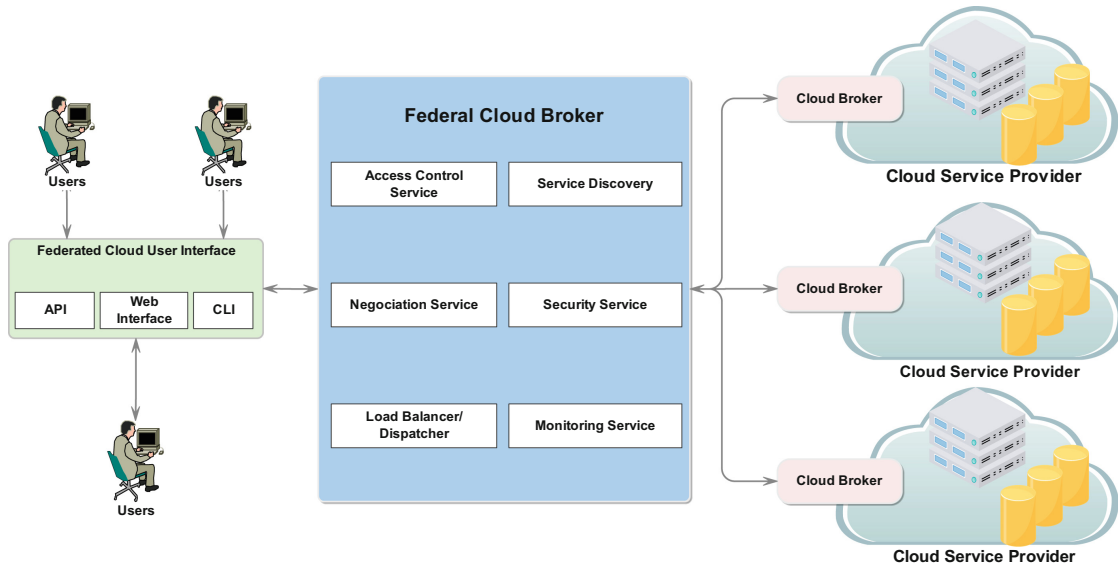 Users
Users
Federated Cloud User Interface
API
Web
Interface
CLI
Users
Federal Cloud Broker
Access Control
Service
Service Discovery
Negociation Service
Security Service
Load Balancer/
Dispatcher
Monitoring Service
Cloud Broker
Cloud Service Provider
Cloud Broker
Cloud Service Provider
Cloud Broker
Cloud Service Provider